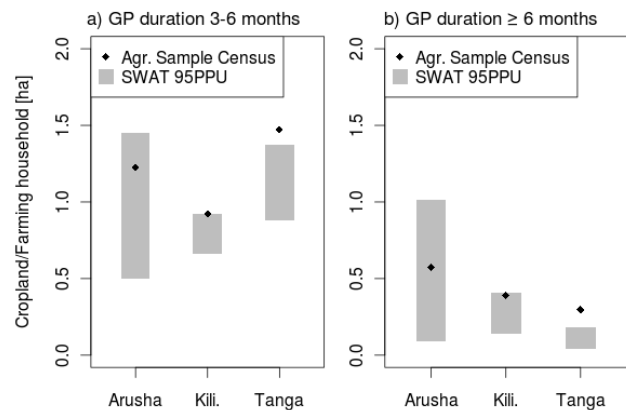 a) GP duration 3-6 months
b) GP duration ≥ 6 months
Cropland/Farming household [ha]
2.0
1.5
1.0
0.5
0.0
Agr. Sample Census
SWAT 95PPU
Arusha Kili. Tanga
2.0
1.5
1.0
0.5
0.0
Agr. Sample Census
SWAT 95PPU
Arusha Kili. Tanga